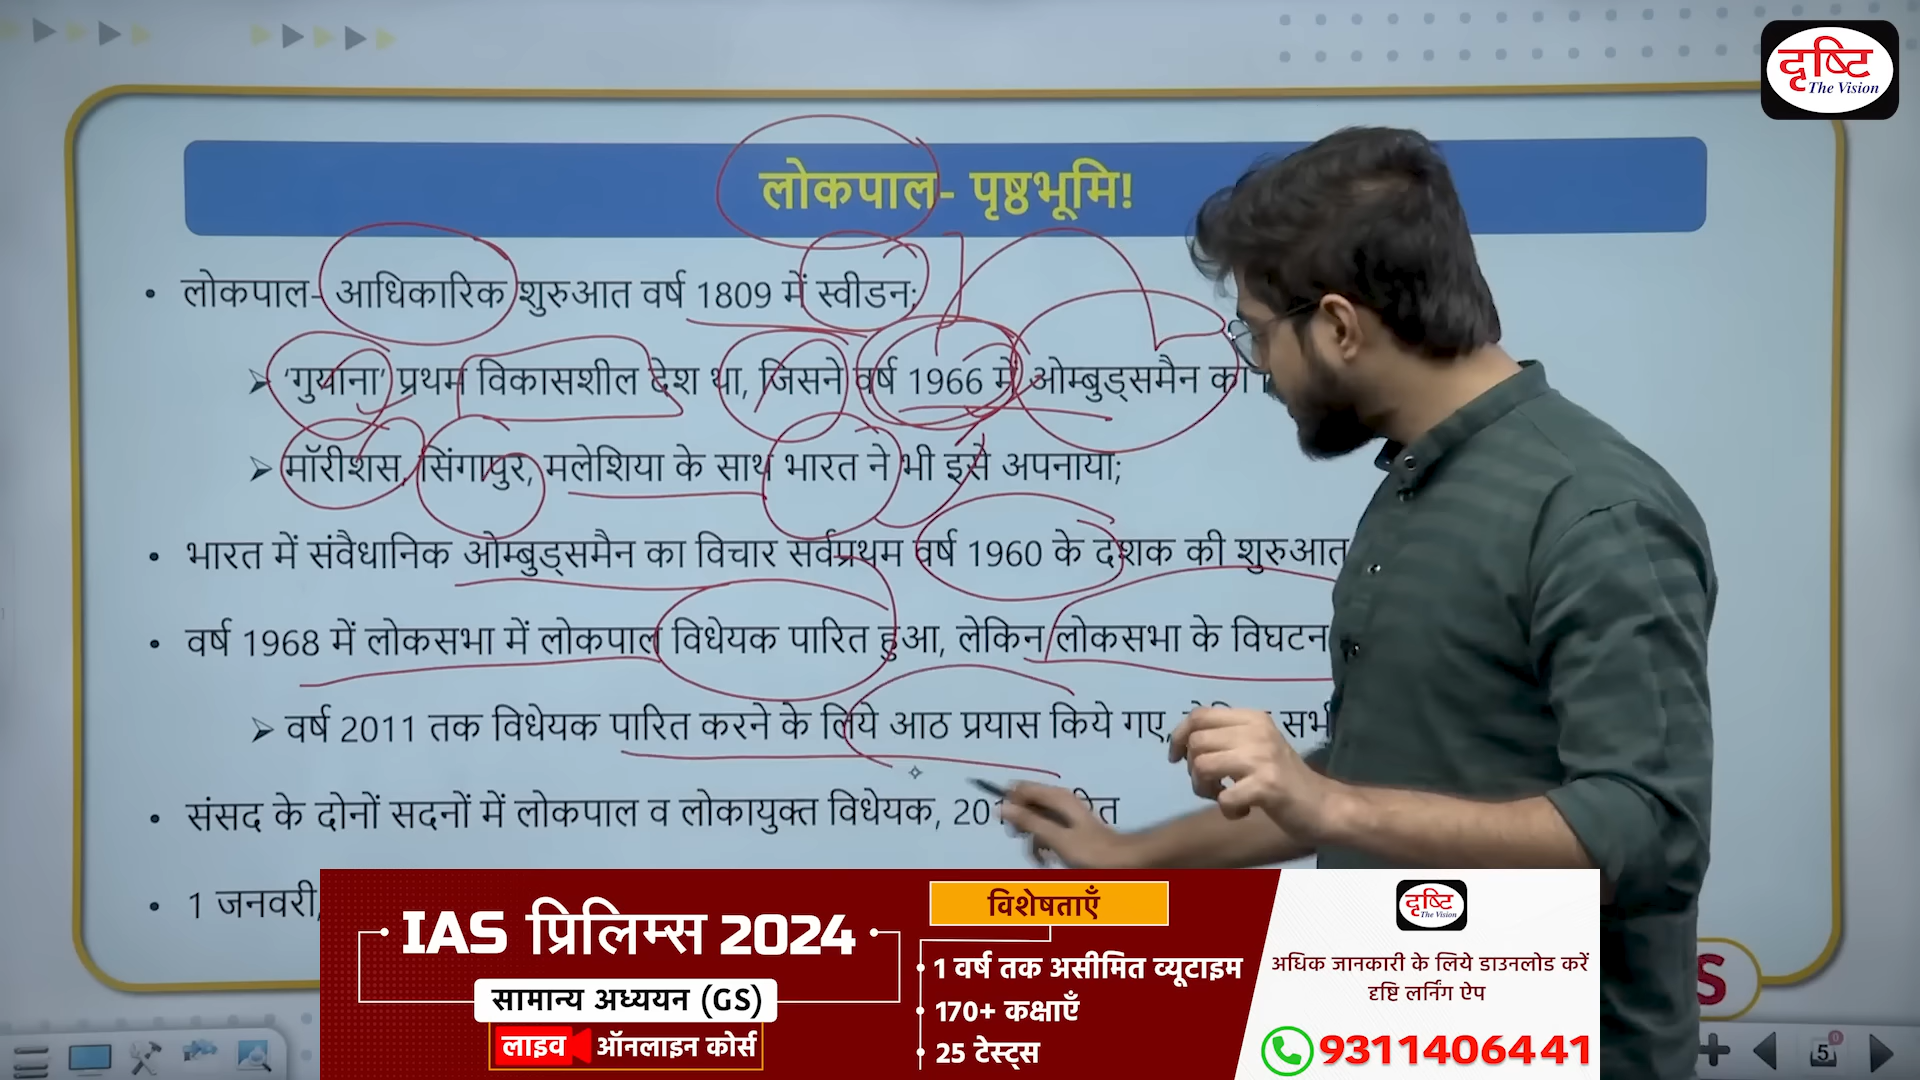 दृष्टि
The Vision
लोकपाल- पृष्ठभूमि!
• लोकपाल- आधिकारिक शुरुआत वर्ष 1809 में स्वीडन;
➢ 'गुयाना' प्रथम विकासशील देश था, जिसने वर्ष 1966 में ओम्बुड्समैन का
➢ मॉरीशस, सिंगापुर, मलेशिया के साथ भारत ने भी इसे अपनाया;
• भारत में संवैधानिक ओम्बुड्समैन का विचार सर्वप्रथम वर्ष 1960 के दशक की शुरुआत
• वर्ष 1968 में लोकसभा में लोकपाल विधेयक पारित हुआ, लेकिन लोकसभा के विघटन
➢ वर्ष 2011 तक विधेयक पारित करने के लिये आठ प्रयास किये गए, सभी
• संसद के दोनों सदनों में लोकपाल व लोकायुक्त विधेयक,
• 1 जनवरी,
IAS प्रिलिम्स 2024
सामान्य अध्ययन (GS)
लाइव ऑनलाइन कोर्स
विशेषताएँ
• 1 वर्ष तक असीमित व्यूटाइम
• 170+ कक्षाएँ
• 25 टेस्ट्स
दृष्टि
The Vision
अधिक जानकारी के लिये डाउनलोड करें
दृष्टि लर्निंग ऐप
9311406441
S
5
0